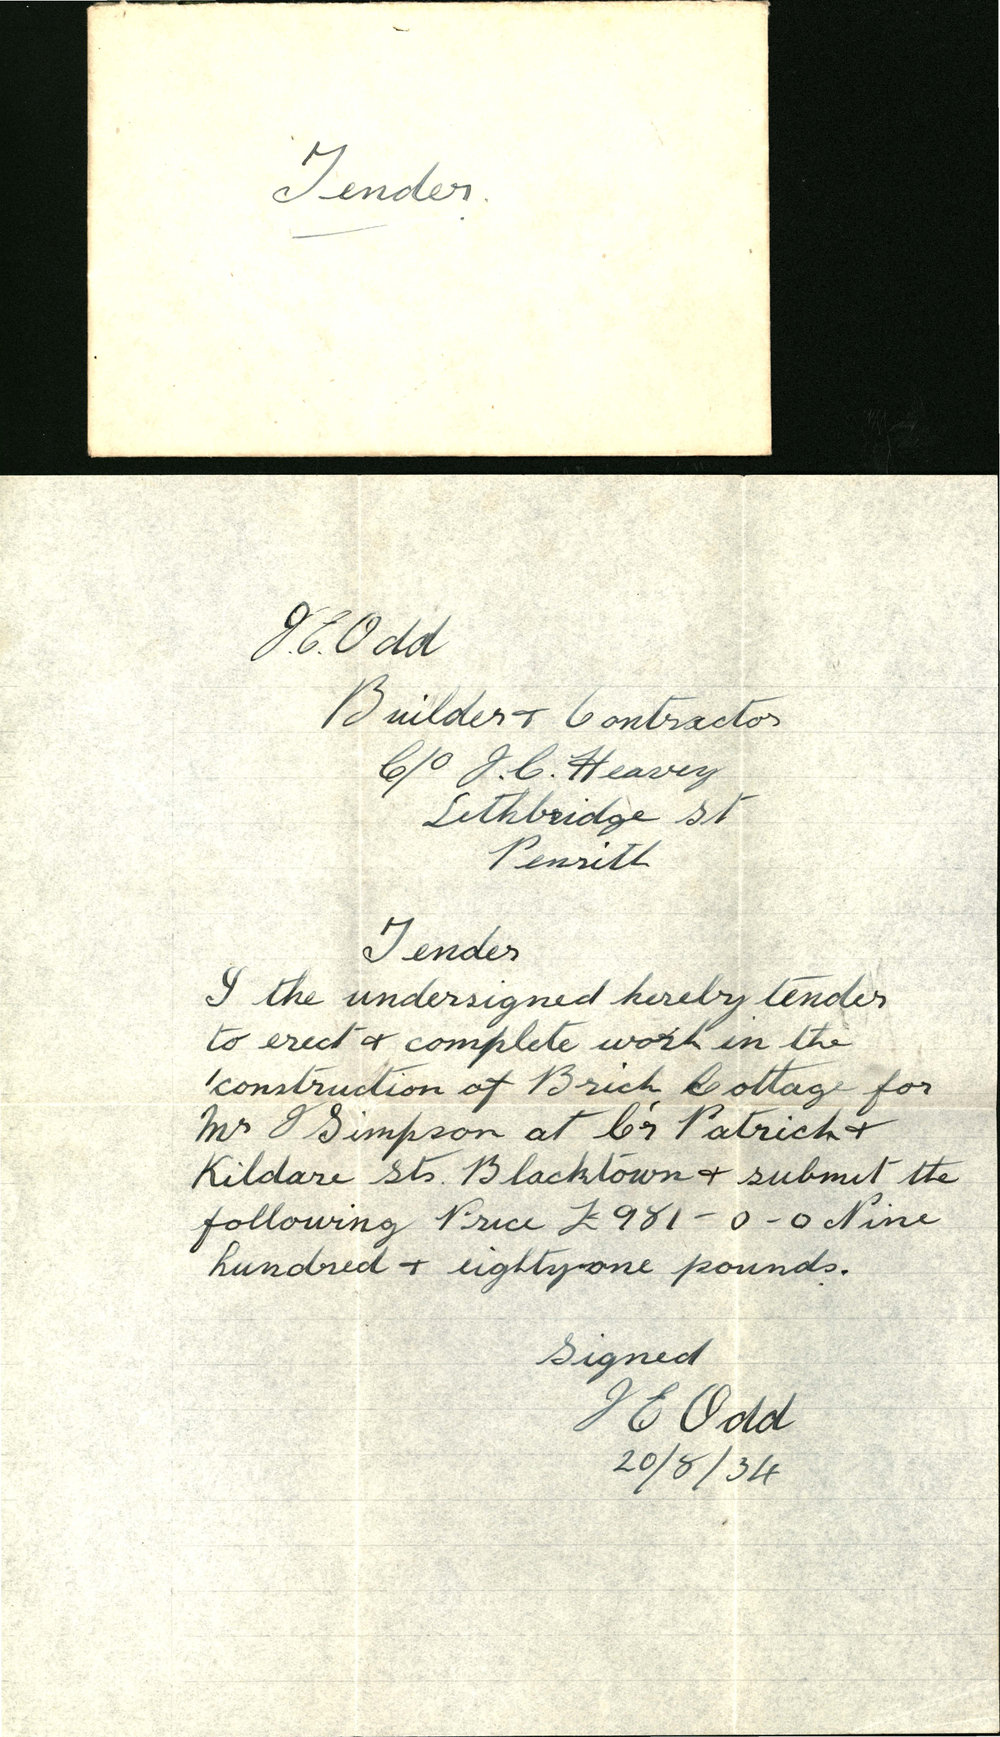 Tender.
J.E. Odd
Builder & Contractor
C/o J.C. Heavey
Lethbridge St
Penrith
Tender
I the undersigned hereby tender
to erect & complete work in the
construction of Brick Cottage for
Mr J Simpson at Cr Patrick &
Kildare Sts. Blacktown & submit the
following Price £981-0-0 Nine
hundred & eighty-one pounds.
Signed
J E Odd
20/8/34